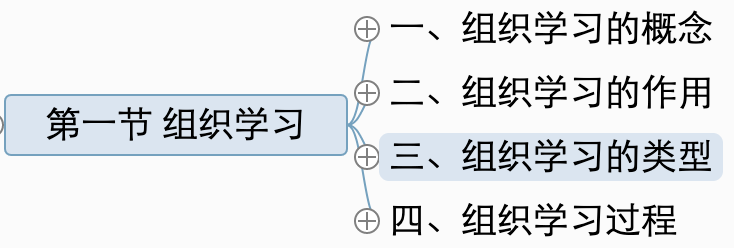 第一节 组织学习
一、组织学习的概念
二、组织学习的作用
三、组织学习的类型
四、组织学习过程